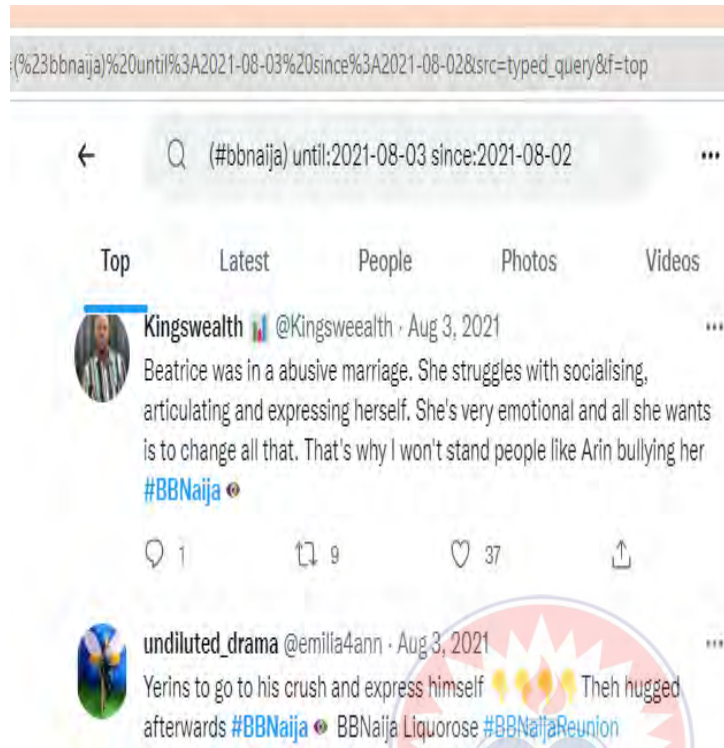 (%23bbnaija)%20until%3A2021-08-03%20since%3A2021-08-02&src=typed_query&f=top
(#bbnaija) until:2021-08-03 since:2021-08-02
Top Latest People Photos Videos
Kingswealth @Kingsweealth · Aug 3, 2021
Beatrice was in a abusive marriage. She struggles with socialising,
articulating and expressing herself. She's very emotional and all she wants
is to change all that. That's why I won't stand people like Arin bullying her
#BBNaija
1 9 37
undiluted_drama @emilia4ann · Aug 3, 2021
Yerins to go to his crush and express himself Theh hugged
afterwards #BBNaija BBNaija Liquorose #BBNaijaReunion